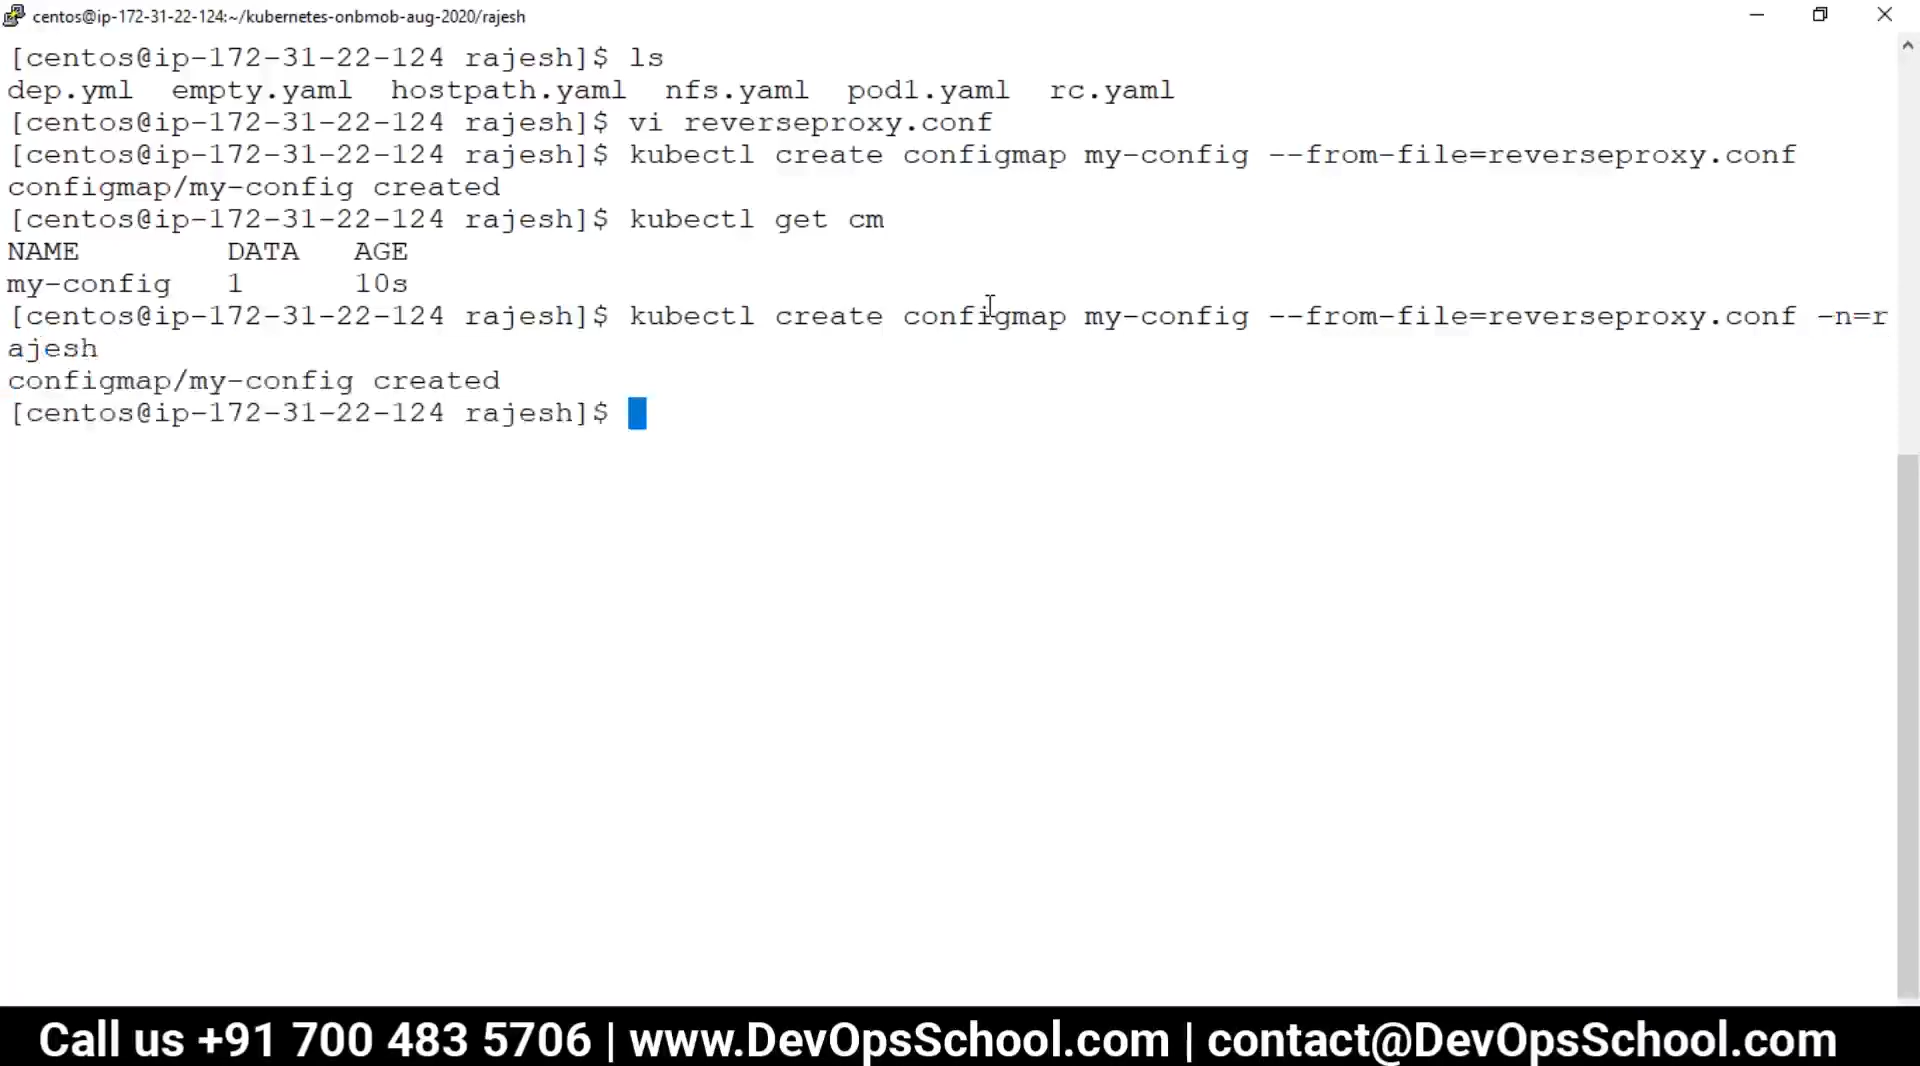 centos@ip-172-31-22-124:~/kubernetes-onbmob-aug-2020/rajesh
[centos@ip-172-31-22-124 rajesh]$ ls
dep.yml  empty.yaml  hostpath.yaml  nfs.yaml  pod1.yaml  rc.yaml
[centos@ip-172-31-22-124 rajesh]$ vi reverseproxy.conf
[centos@ip-172-31-22-124 rajesh]$ kubectl create configmap my-config --from-file=reverseproxy.conf
configmap/my-config created
[centos@ip-172-31-22-124 rajesh]$ kubectl get cm
NAME        DATA   AGE
my-config   1      10s
[centos@ip-172-31-22-124 rajesh]$ kubectl create configmap my-config --from-file=reverseproxy.conf -n=r
ajesh
configmap/my-config created
[centos@ip-172-31-22-124 rajesh]$
Call us +91 700 483 5706 | www.DevOpsSchool.com | contact@DevOpsSchool.com